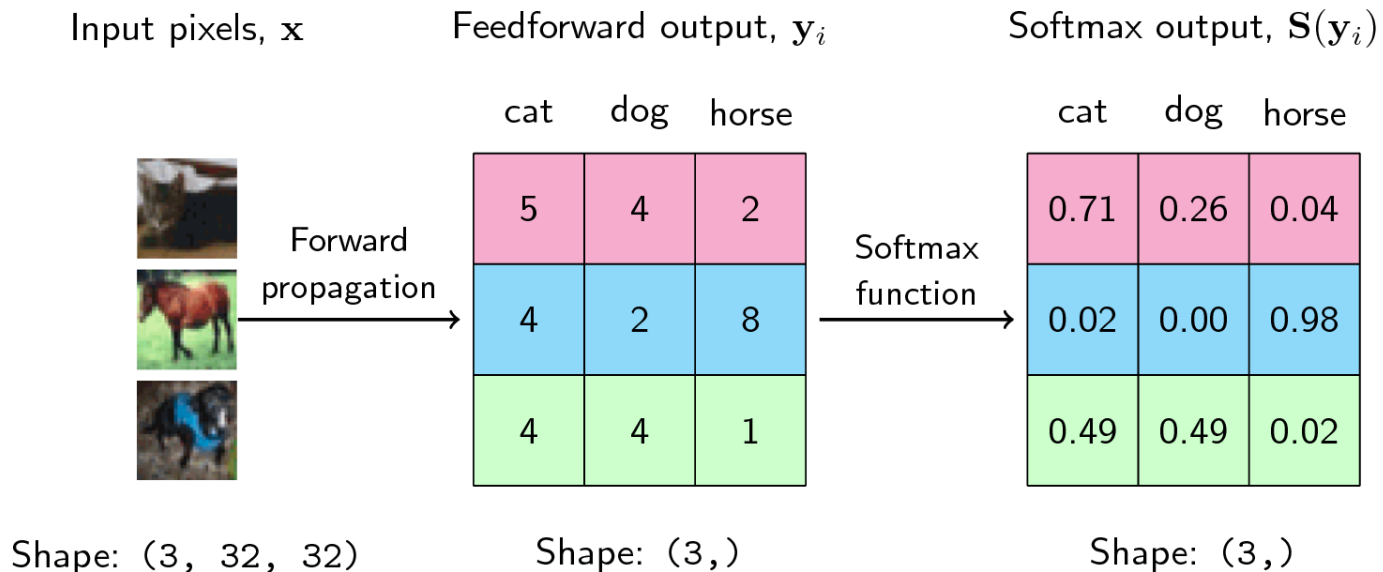 Input pixels, x
Feedforward output, yᵢ
Softmax output, S(yᵢ)
cat dog horse
cat dog horse
5 4 2
0.71 0.26 0.04
Forward
propagation
Softmax
function
4 2 8
0.02 0.00 0.98
4 4 1
0.49 0.49 0.02
Shape: (3, 32, 32)
Shape: (3,)
Shape: (3,)